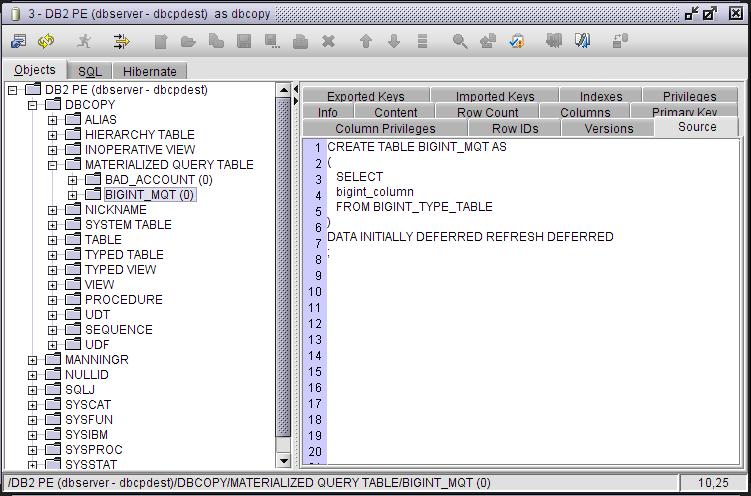 3 - DB2 PE (dbserver - dbcpdest) as dbcopy
Objects SQL Hibernate
DB2 PE (dbserver - dbcpdest)
DBCOPY
ALIAS
HIERARCHY TABLE
INOPERATIVE VIEW
MATERIALIZED QUERY TABLE
BAD_ACCOUNT (0)
BIGINT_MQT (0)
NICKNAME
SYSTEM TABLE
TABLE
TYPED TABLE
TYPED VIEW
VIEW
PROCEDURE
UDT
SEQUENCE
UDF
MANNINGR
NULLID
SQLJ
SYSCAT
SYSFUN
SYSIBM
SYSPROC
SYSSTAT
Exported Keys Imported Keys Indexes Privileges
Info Content Row Count Columns Primary Key
Column Privileges Row IDs Versions Source
1 CREATE TABLE BIGINT_MQT AS
2 (
3 SELECT
4 bigint_column
5 FROM BIGINT_TYPE_TABLE
6 )
7 DATA INITIALLY DEFERRED REFRESH DEFERRED
8 ;
9
10
11
12
13
14
15
16
17
18
19
20
/DB2 PE (dbserver - dbcpdest)/DBCOPY/MATERIALIZED QUERY TABLE/BIGINT_MQT (0) 10,25